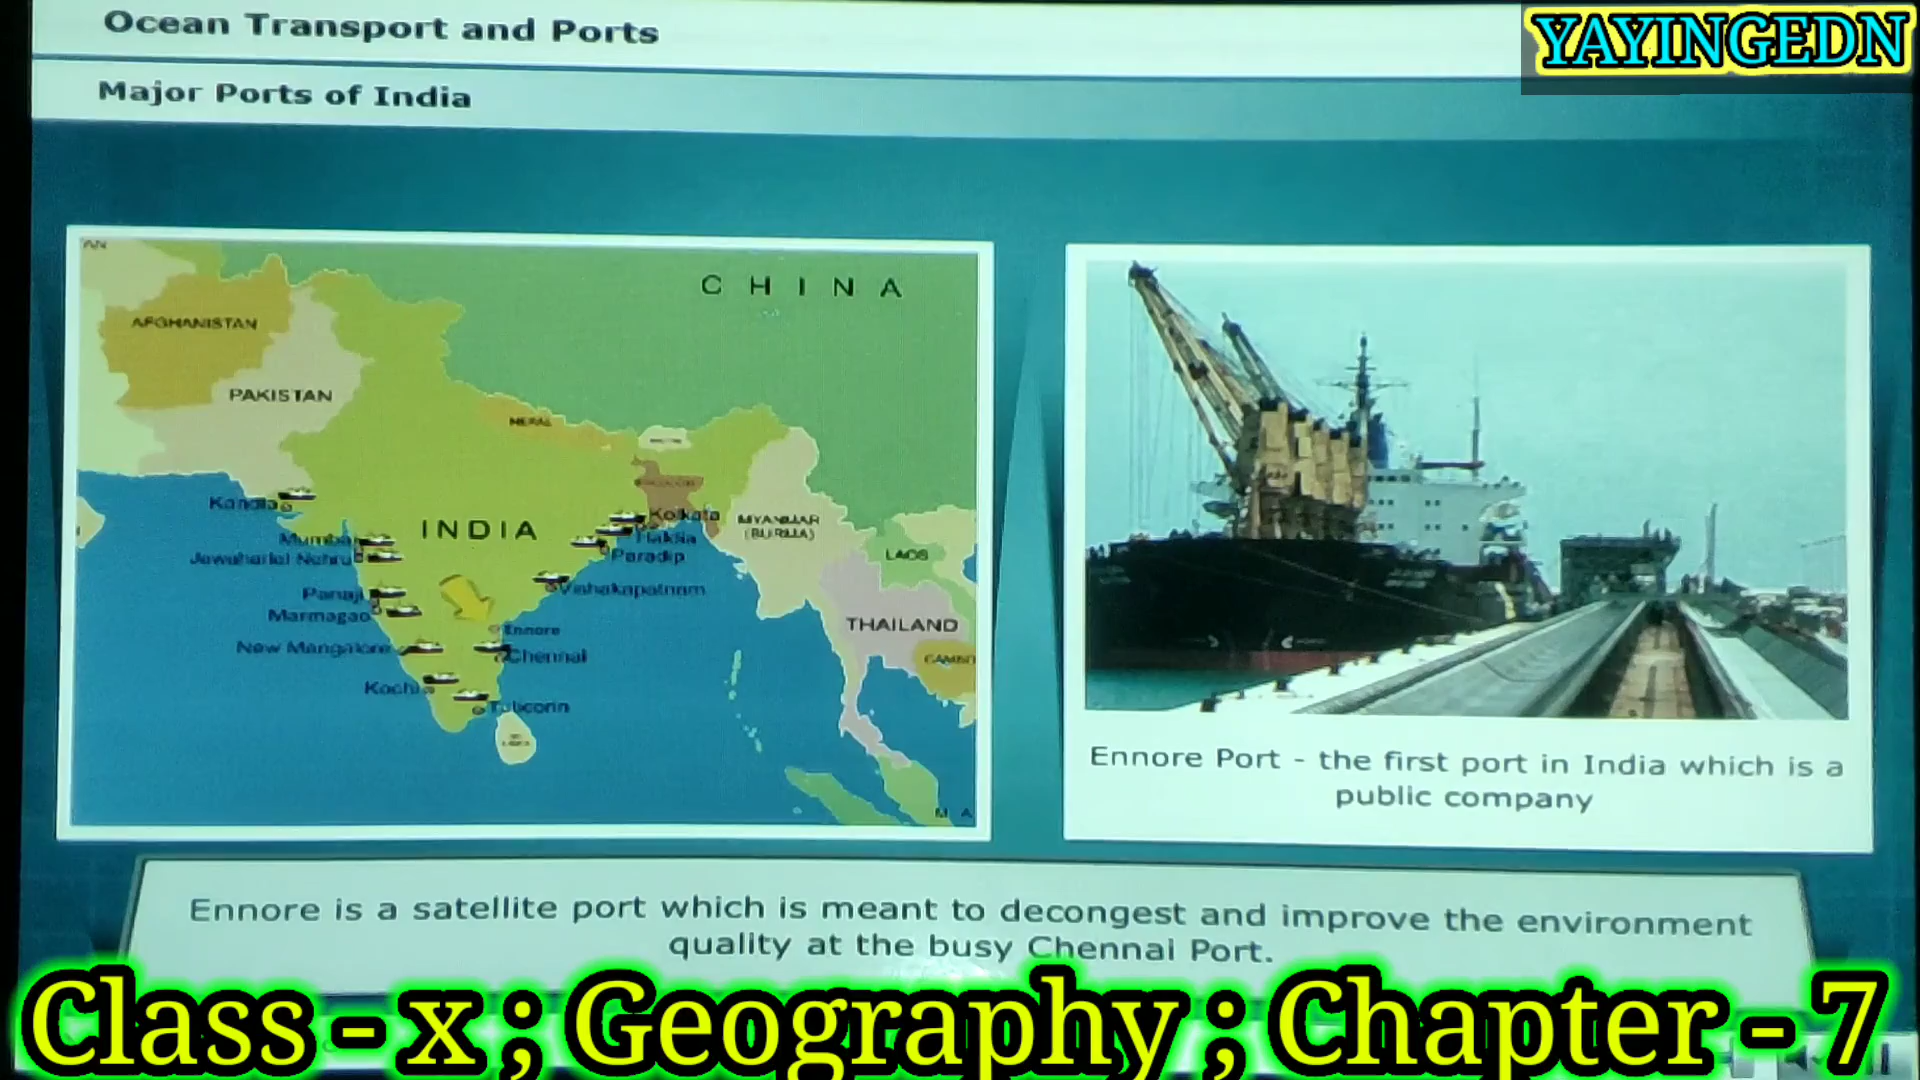 Ocean Transport and Ports
YAYINGEDN
Major Ports of India
AN
CHINA
AFGHANISTAN
PAKISTAN
NEPAL
Kandla
INDIA
Kolkata
MYANMAR
(BURMA)
Mumbai
Haldia
Jawaharlal Nehru
Paradip
LAOS
Panaji
Vishakapatnam
Marmagao
Ennore
THAILAND
New Mangalore
Chennai
Kochi
Tuticorin
M A
Ennore Port - the first port in India which is a
public company
Ennore is a satellite port which is meant to decongest and improve the environment
quality at the busy Chennai Port.
Class - x ; Geography ; Chapter - 7